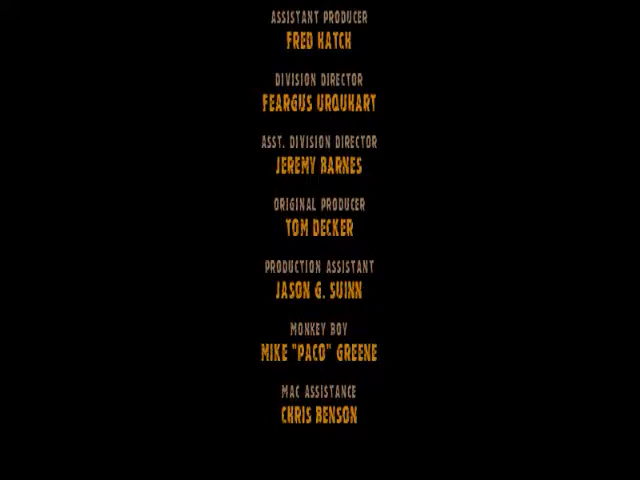 ASSISTANT PRODUCER
FRED HATCH
DIVISION DIRECTOR
FEARGUS URQUHART
ASST. DIVISION DIRECTOR
JEREMY BARNES
ORIGINAL PRODUCER
TOM DECKER
PRODUCTION ASSISTANT
JASON G. SUINN
MONKEY BOY
MIKE "PACO" GREENE
MAC ASSISTANCE
CHRIS BENSON